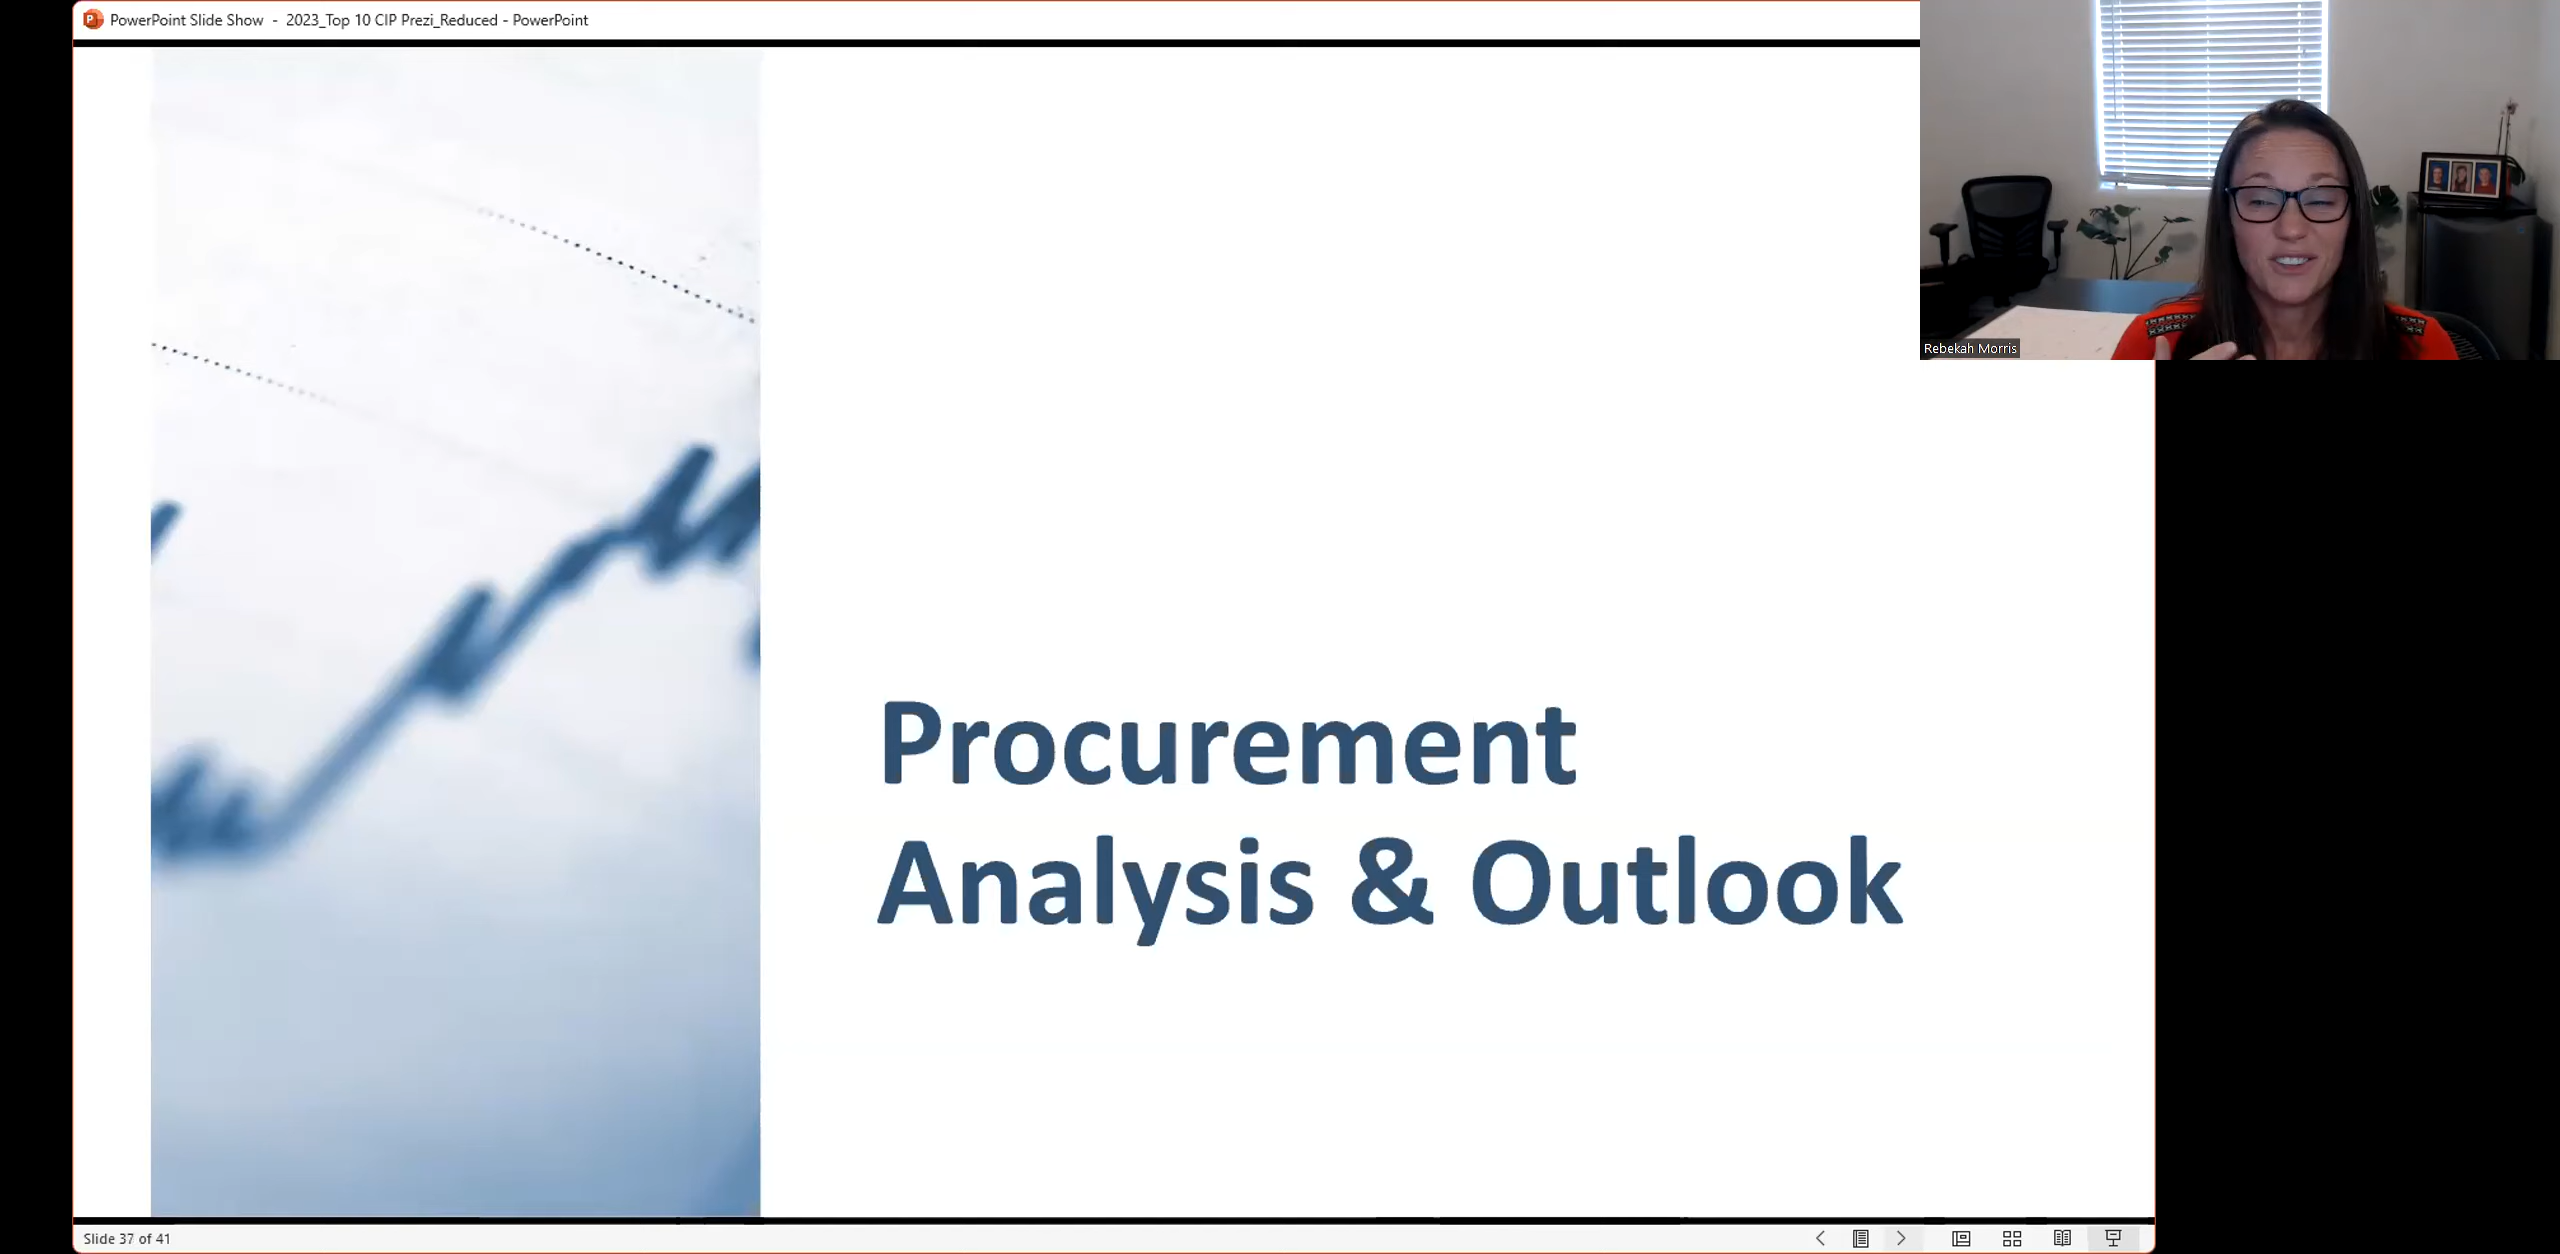 PowerPoint Slide Show - 2023_Top 10 CIP Prezi_Reduced - PowerPoint
Rebekah Morris
Procurement
Analysis & Outlook
Slide 37 of 41